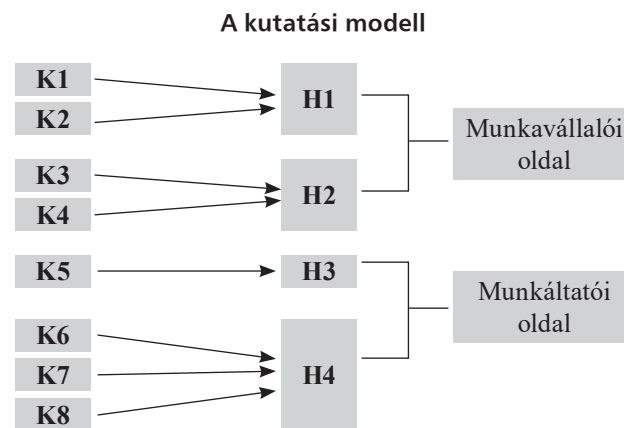 A kutatási modell
K1
K2
K3
K4
K5
K6
K7
K8
H1
H2
H3
H4
Munkavállalói
oldal
Munkáltatói
oldal